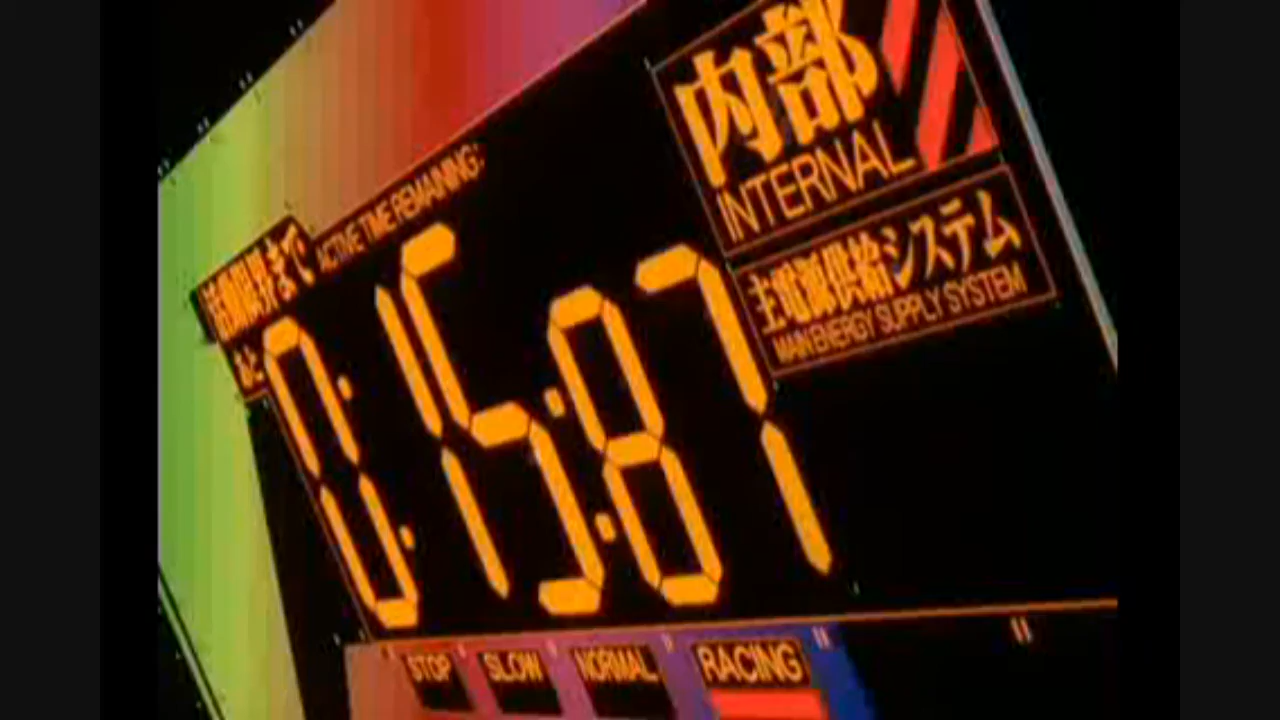 活動限界まで
ACTIVE TIME REMAINING:
あと
0:15:87
内部
INTERNAL
主電源供給システム
MAIN ENERGY SUPPLY SYSTEM
STOP
SLOW
NORMAL
RACING